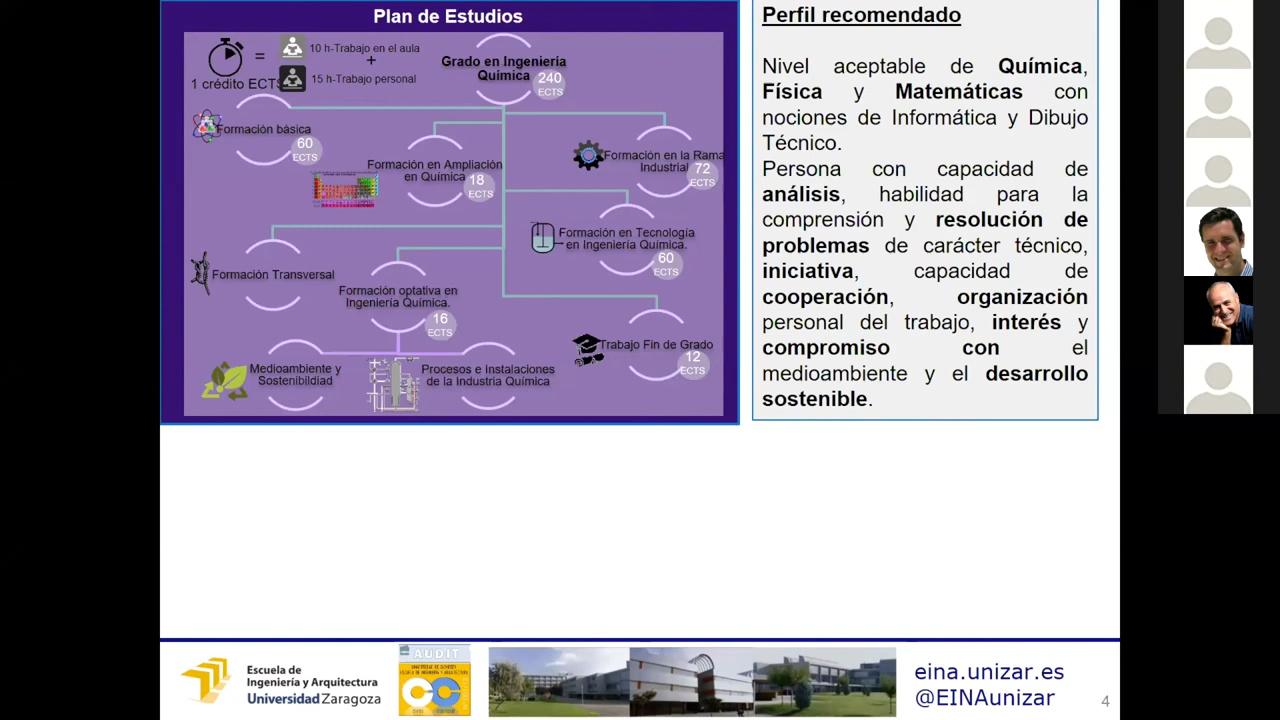 Plan de Estudios
1 crédito ECTS
=
10 h-Trabajo en el aula
+
15 h-Trabajo personal
Grado en Ingeniería
Química
240
ECTS
Formación básica
60
ECTS
Formación en Ampliación
en Química
18
ECTS
Formación en la Rama
Industrial
72
ECTS
Formación en Tecnología
en Ingeniería Química.
60
ECTS
Formación Transversal
Formación optativa en
Ingeniería Química.
16
ECTS
Trabajo Fin de Grado
12
ECTS
Medioambiente y
Sostenibildiad
Procesos e Instalaciones
de la Industria Química
Perfil recomendado
Nivel aceptable de Química,
Física y Matemáticas con
nociones de Informática y Dibujo
Técnico.
Persona con capacidad de
análisis, habilidad para la
comprensión y resolución de
problemas de carácter técnico,
iniciativa, capacidad de
cooperación, organización
personal del trabajo, interés y
compromiso con el
medioambiente y el desarrollo
sostenible.
Escuela de
Ingeniería y Arquitectura
Universidad Zaragoza
AUDIT
eina.unizar.es
@EINAunizar
4